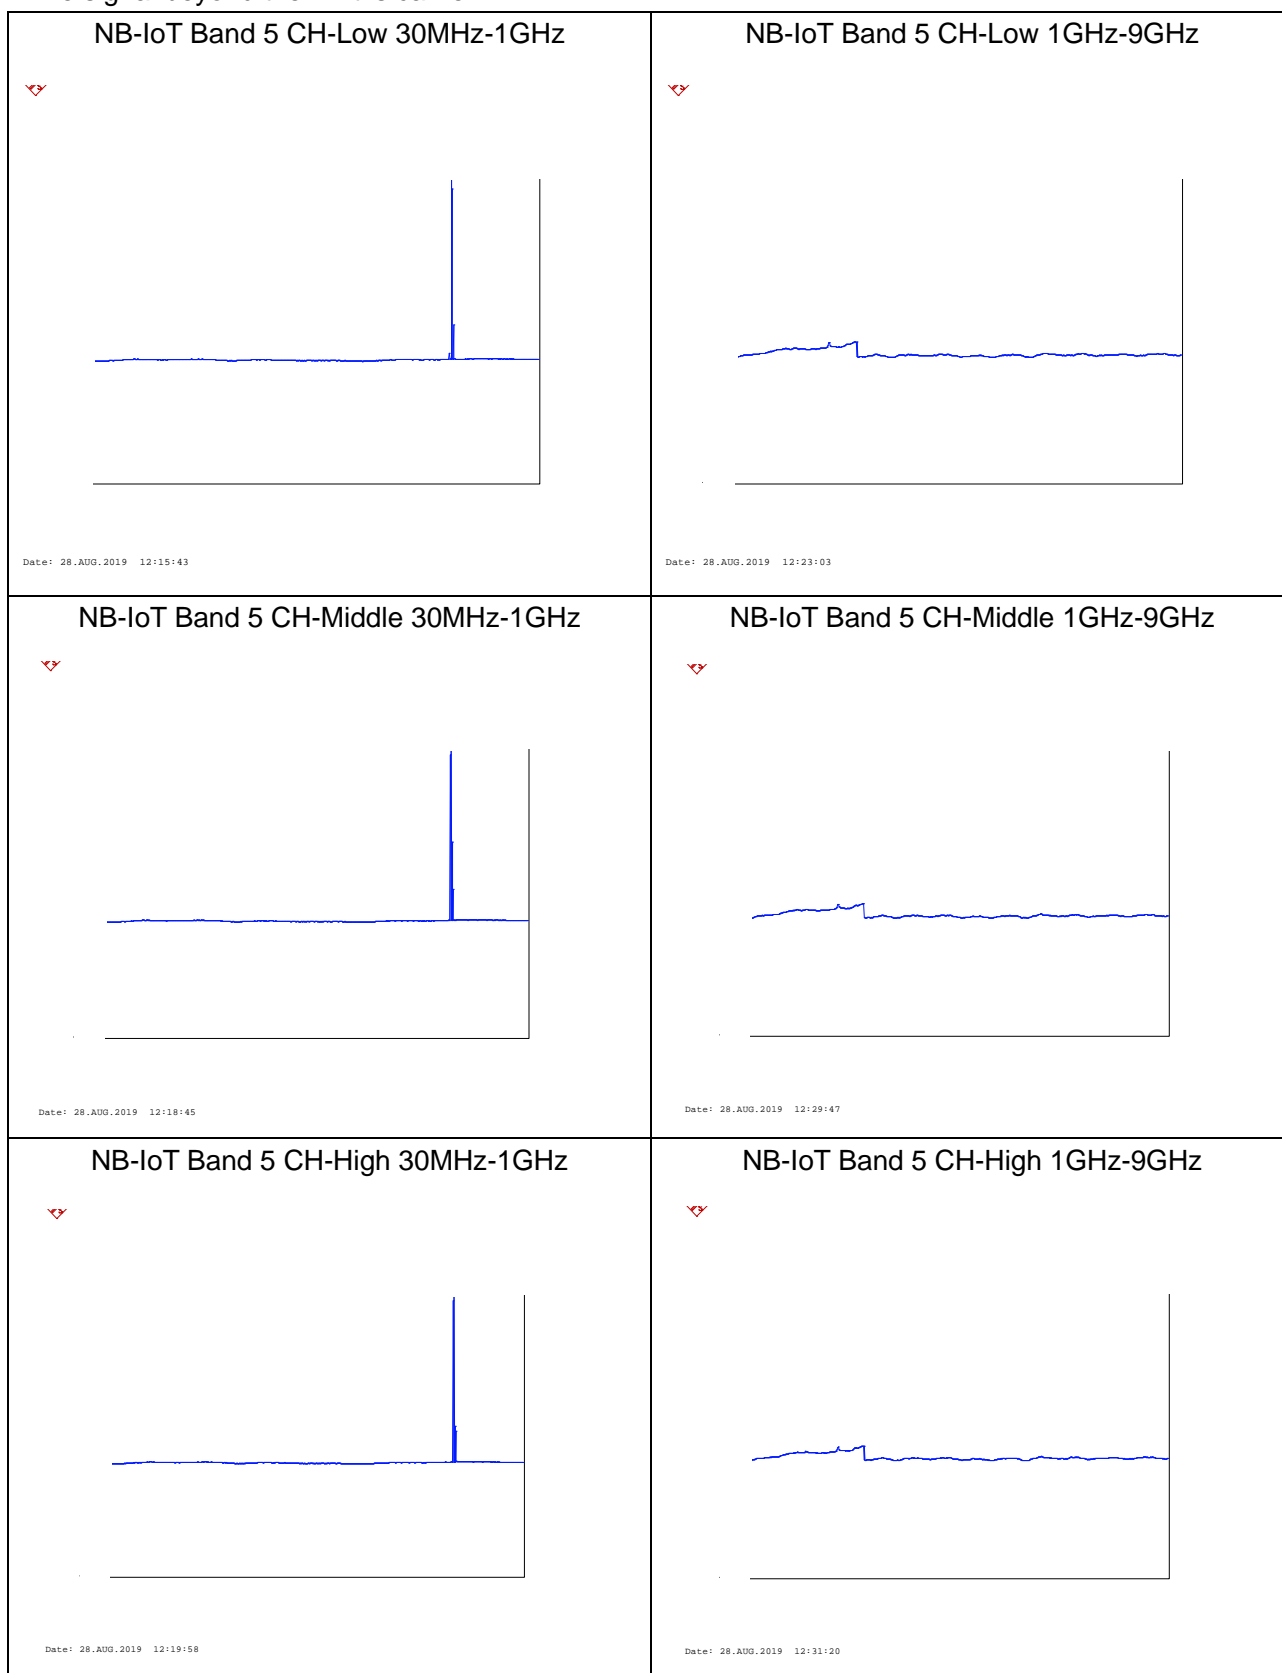 NB-IoT Band 5 CH-Low 30MHz-1GHz
NB-IoT Band 5 CH-Low 1GHz-9GHz
Date: 28.AUG.2019 12:15:43
Date: 28.AUG.2019 12:23:03
NB-IoT Band 5 CH-Middle 30MHz-1GHz
NB-IoT Band 5 CH-Middle 1GHz-9GHz
Date: 28.AUG.2019 12:18:45
Date: 28.AUG.2019 12:29:47
NB-IoT Band 5 CH-High 30MHz-1GHz
NB-IoT Band 5 CH-High 1GHz-9GHz
Date: 28.AUG.2019 12:19:58
Date: 28.AUG.2019 12:31:20